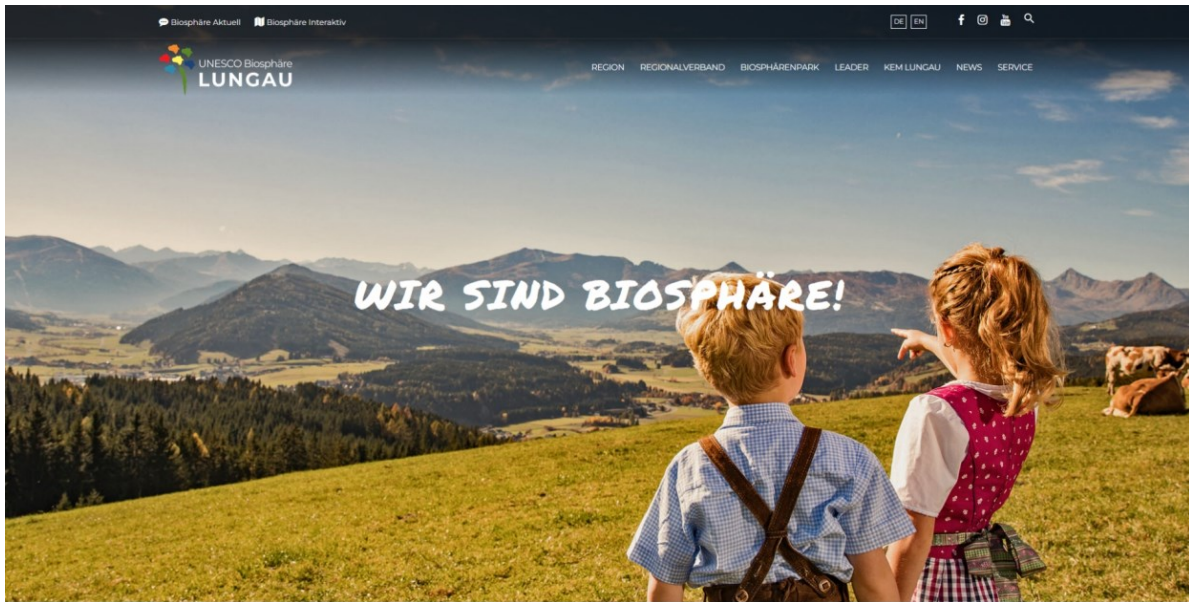 Biosphäre Aktuell Biosphäre Interaktiv DE EN
UNESCO Biosphäre
LUNGAU
REGION REGIONALVERBAND BIOSPHÄRENPARK LEADER KEM LUNGAU NEWS SERVICE
WIR SIND BIOSPHÄRE!